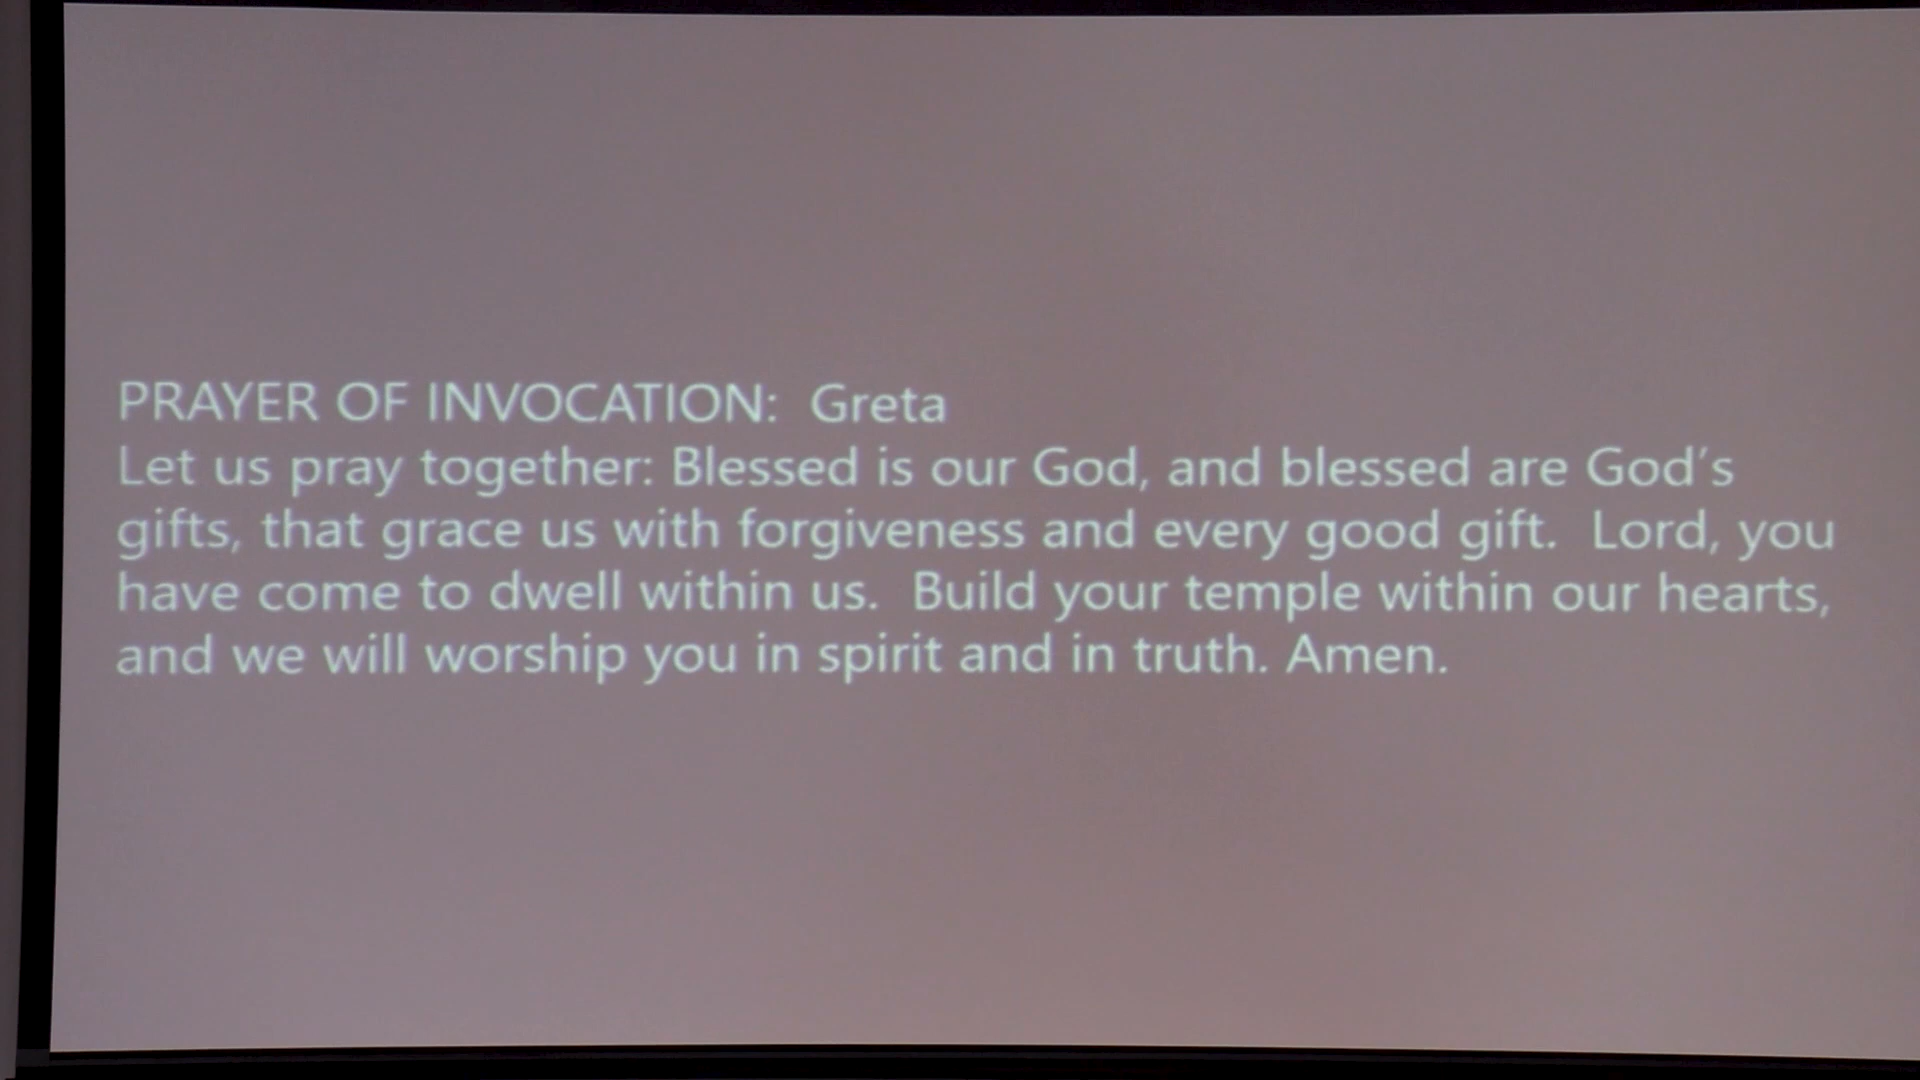 PRAYER OF INVOCATION:  Greta
Let us pray together: Blessed is our God, and blessed are God's
gifts, that grace us with forgiveness and every good gift.  Lord, you
have come to dwell within us.  Build your temple within our hearts,
and we will worship you in spirit and in truth. Amen.